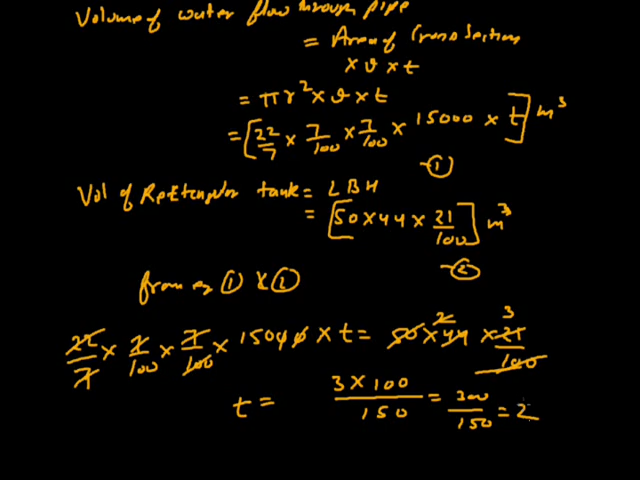 Volume of water flow through pipe
= Area of Cross Section
× v × t
= πr² × v × t
= [22/7 × 7/100 × 7/100 × 15000 × t] m³
①
Vol of Rectangular tank = LBH
= [50 × 44 × 21/100] m³
②
from eq ① & ②
22/7 × 7/100 × 7/100 × 15000 × t = 50 × 44 2 × 21 3/100
t = 3 × 100/150 = 300/150 = 2